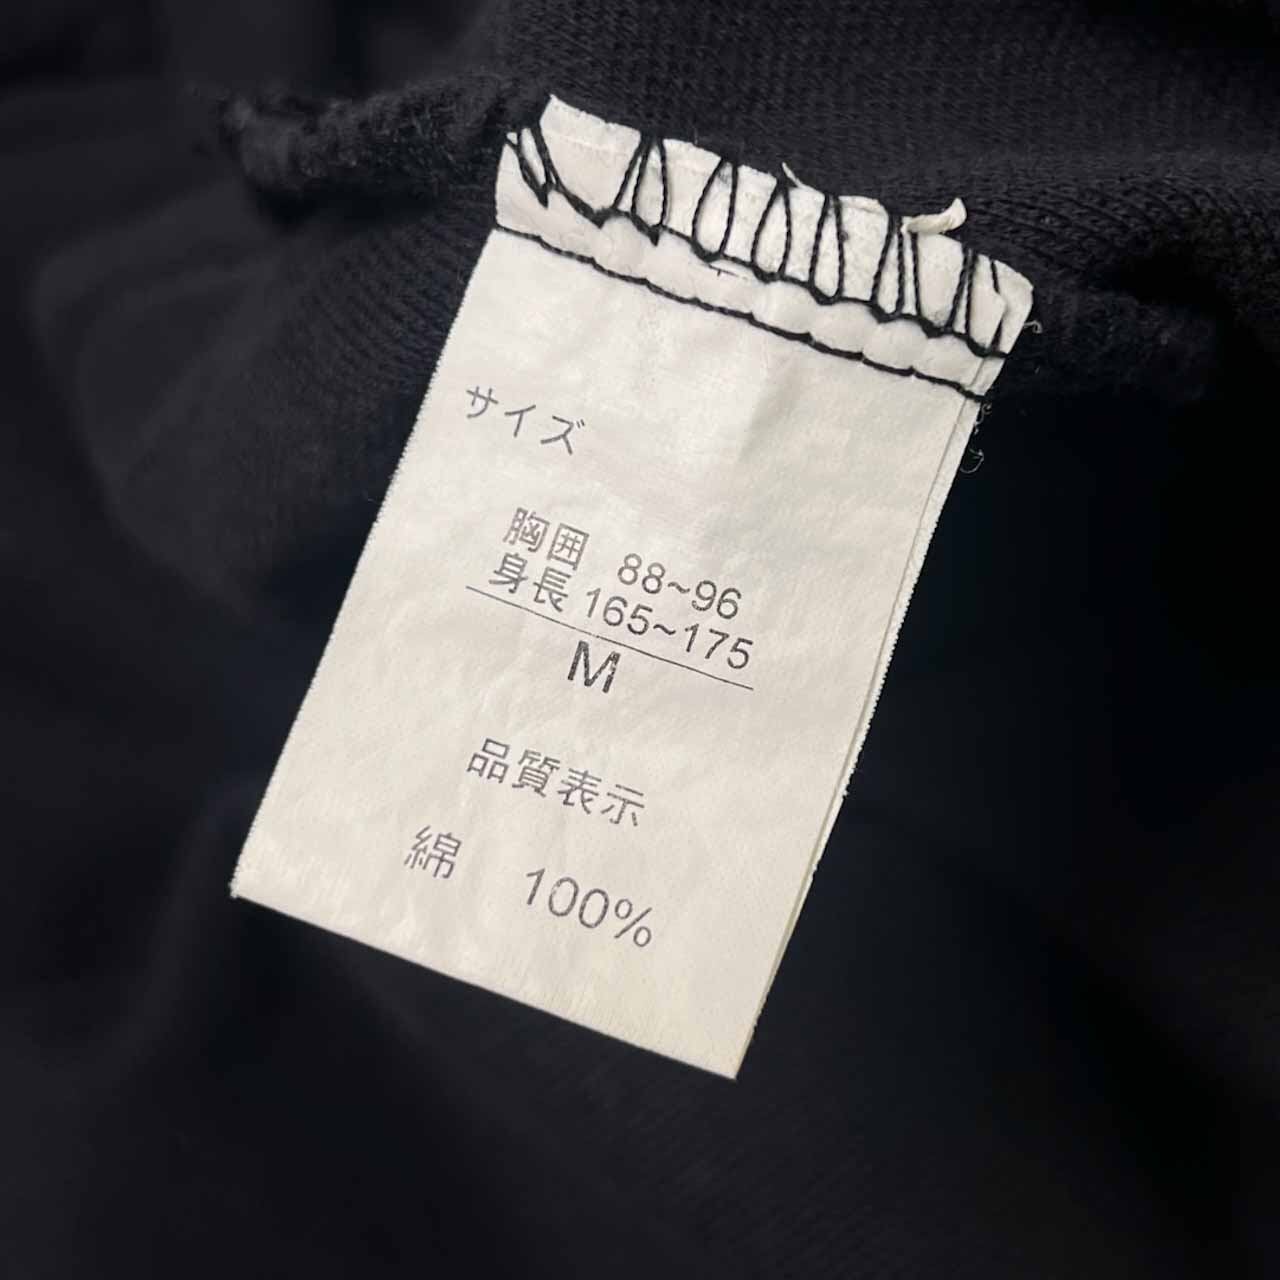 サイズ
胸囲 88~96
身長 165~175
M
品質表示
綿 100%